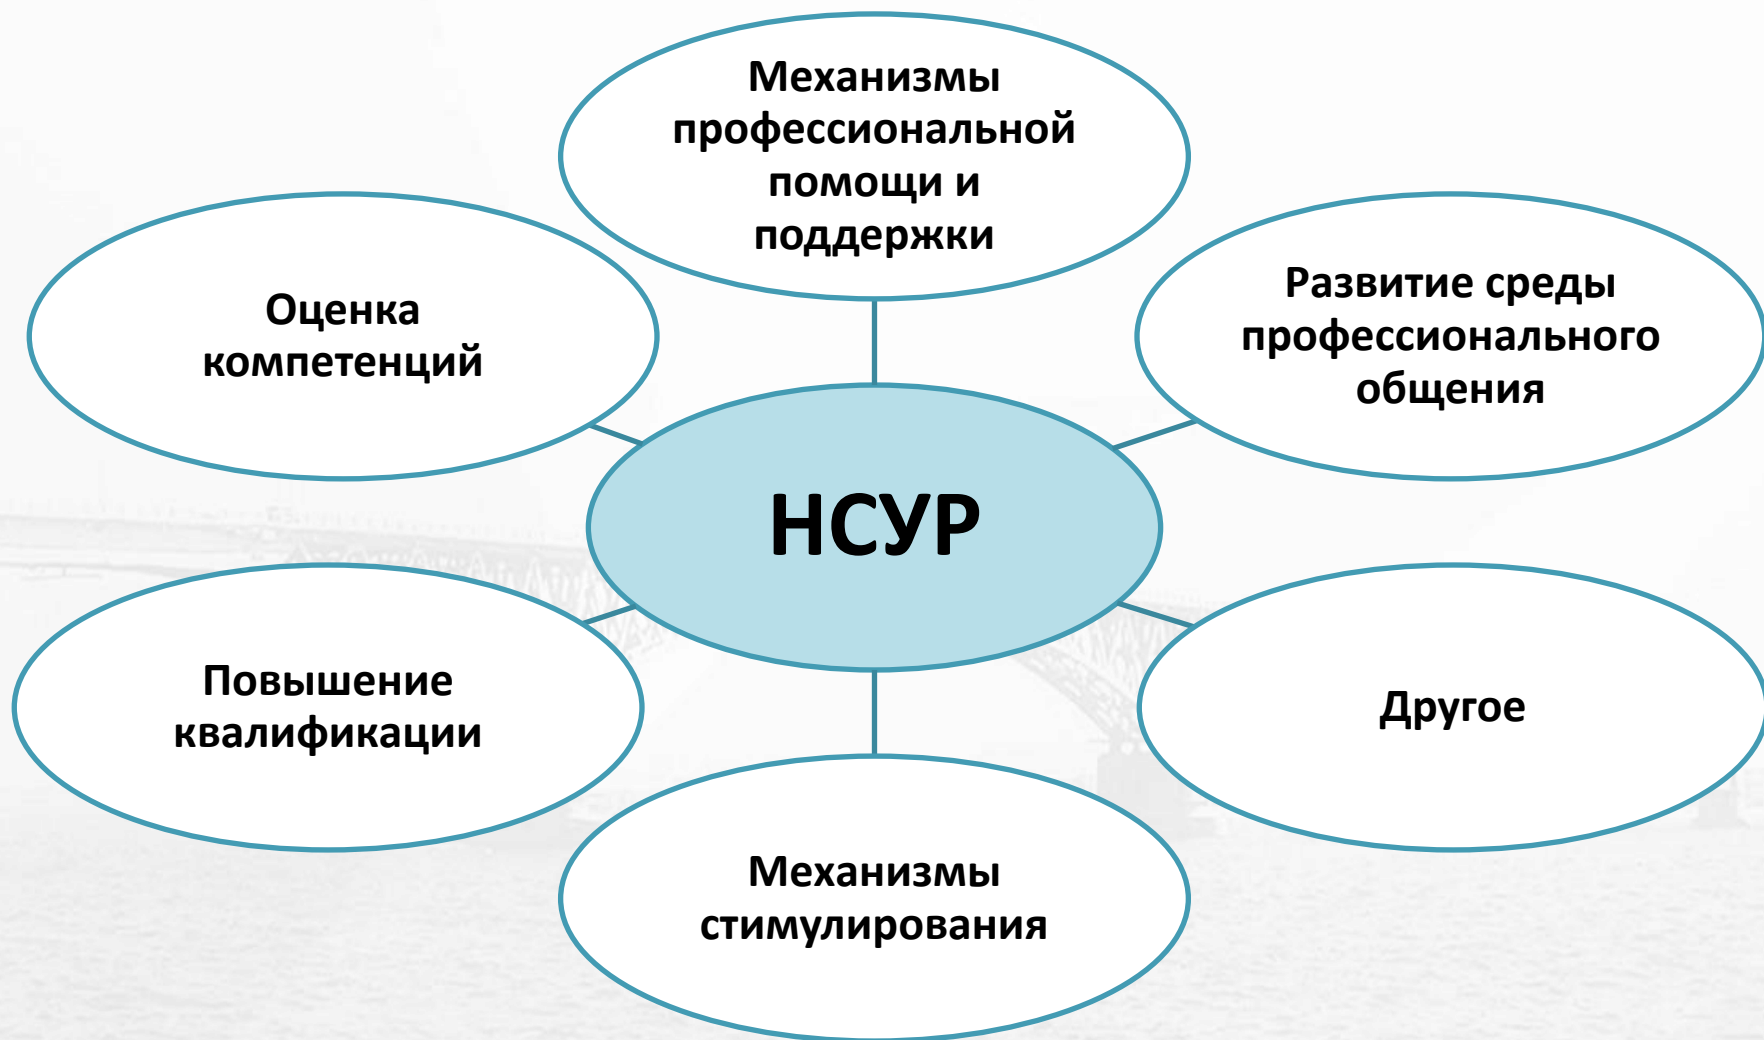 Механизмы
профессиональной
помощи и
поддержки
Оценка
компетенций
Развитие среды
профессионального
общения
НСУР
Повышение
квалификации
Другое
Механизмы
стимулирования